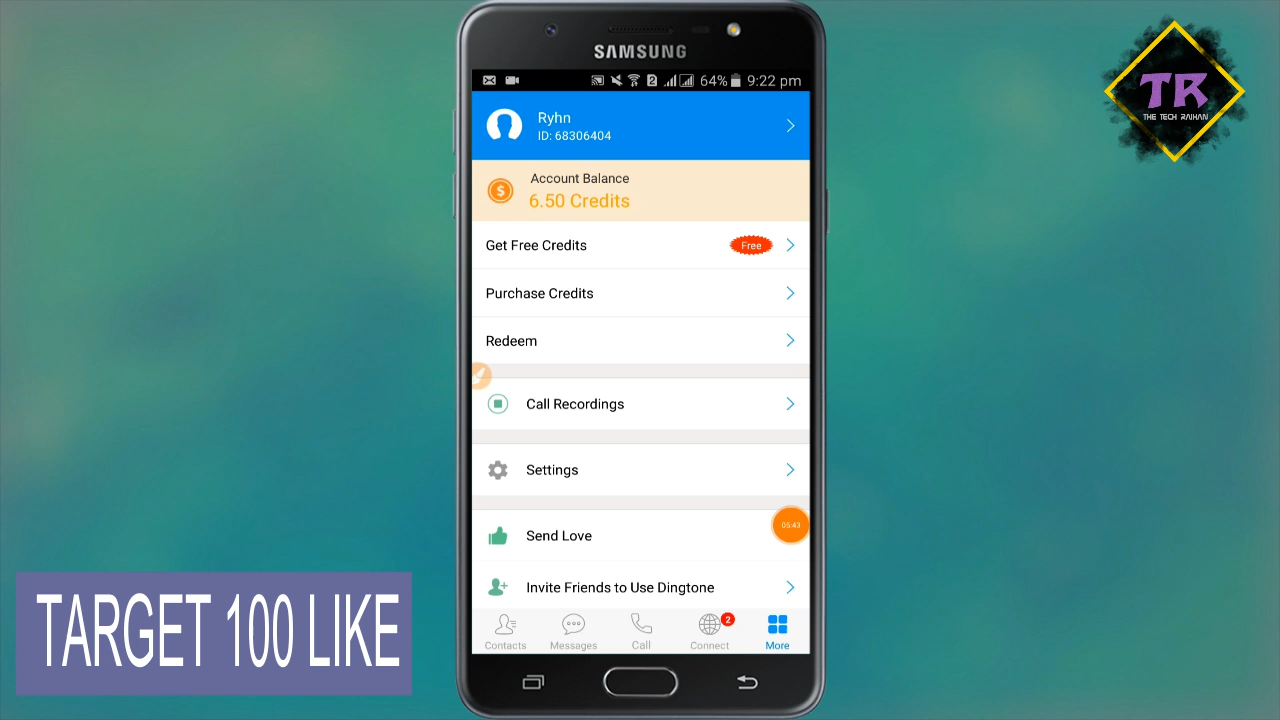 SAMSUNG
2
64%
9:22 pm
TR
THE TECH RAIHAN
Ryhn
ID: 68306404
$
Account Balance
6.50 Credits
Get Free Credits
Free
Purchase Credits
Redeem
Call Recordings
Settings
05:43
Send Love
Invite Friends to Use Dingtone
2
Contacts
Messages
Call
Connect
More
TARGET 100 LIKE